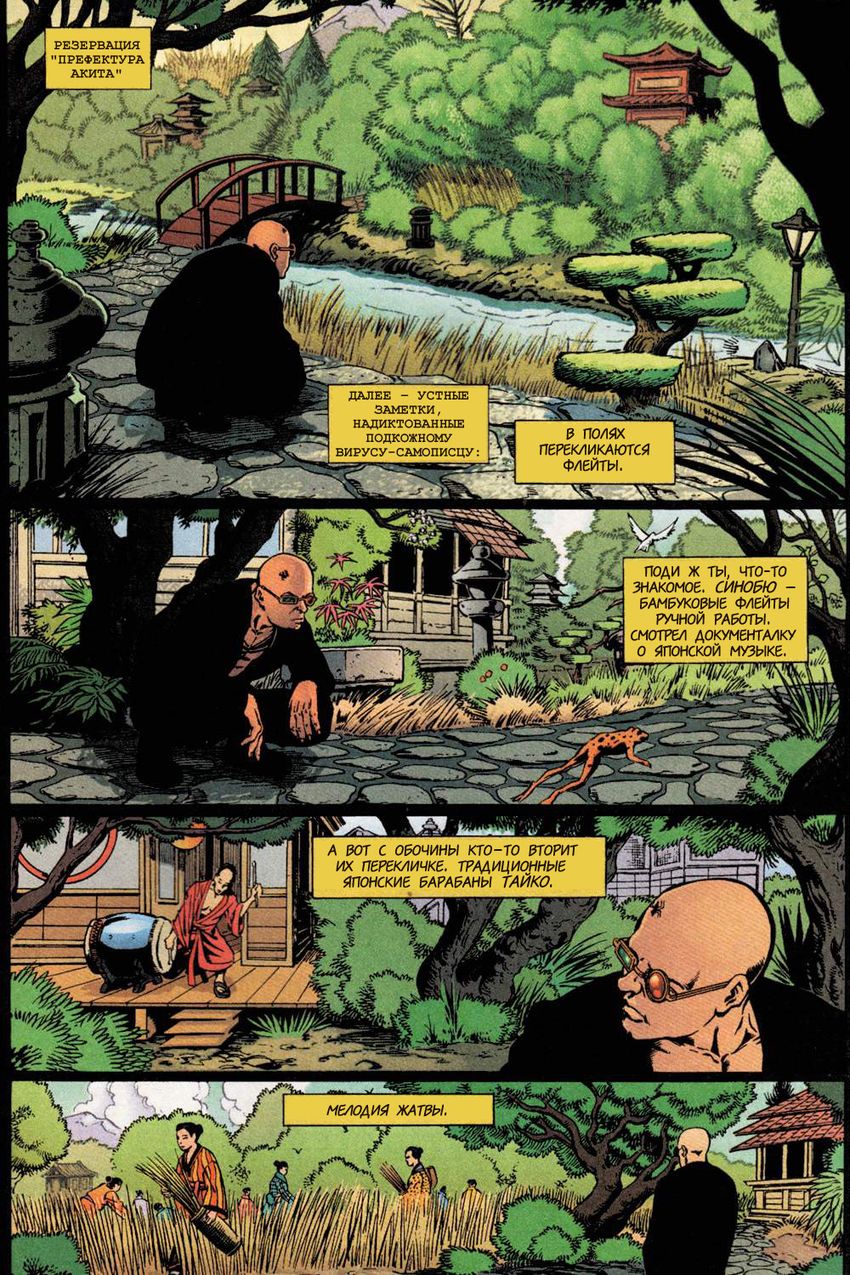 РЕЗЕРВАЦИЯ
"ПРЕФЕКТУРА
АКИТА"
ДАЛЕЕ – УСТНЫЕ
ЗАМЕТКИ,
НАДИКТОВАННЫЕ
ПОДКОЖНОМУ
ВИРУСУ-САМОПИСЦУ:
В ПОЛЯХ
ПЕРЕКЛИКАЮТСЯ
ФЛЕЙТЫ.
ПОДИ Ж ТЫ, ЧТО-ТО
ЗНАКОМОЕ. СИНОБЮ –
БАМБУКОВЫЕ ФЛЕЙТЫ
РУЧНОЙ РАБОТЫ.
СМОТРЕЛ ДОКУМЕНТАЛКУ
О ЯПОНСКОЙ МУЗЫКЕ.
А ВОТ С ОБОЧИНЫ КТО-ТО ВТОРИТ
ИХ ПЕРЕКЛИЧКЕ. ТРАДИЦИОННЫЕ
ЯПОНСКИЕ БАРАБАНЫ ТАЙКО.
МЕЛОДИЯ ЖАТВЫ.